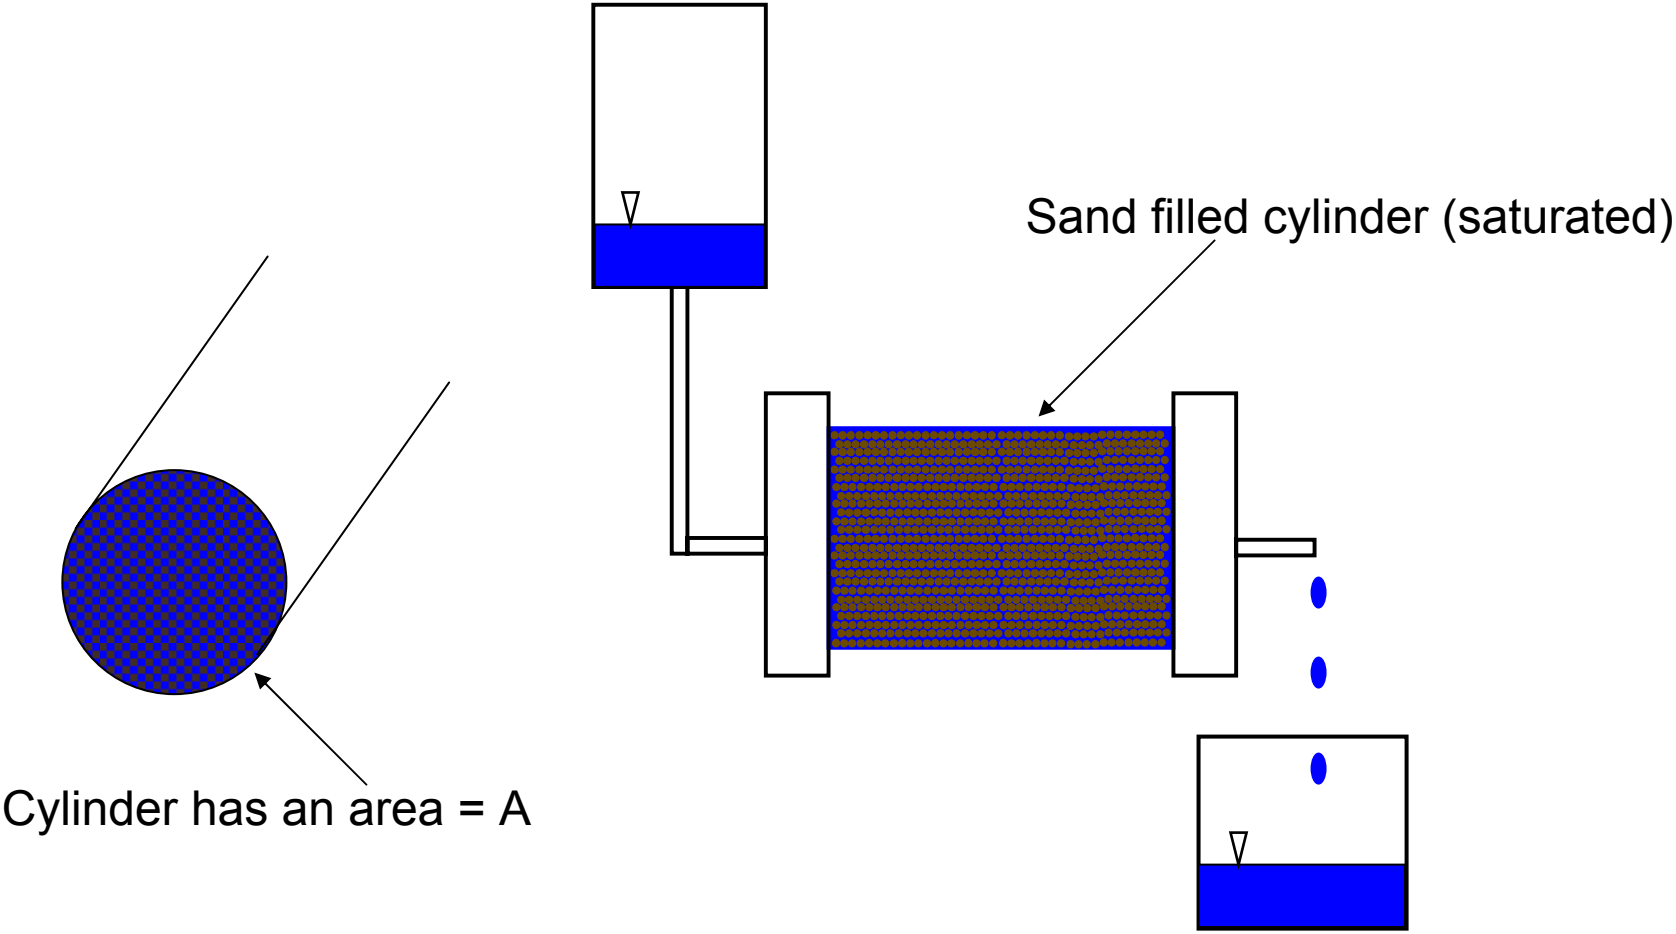 Sand filled cylinder (saturated)
Cylinder has an area = A